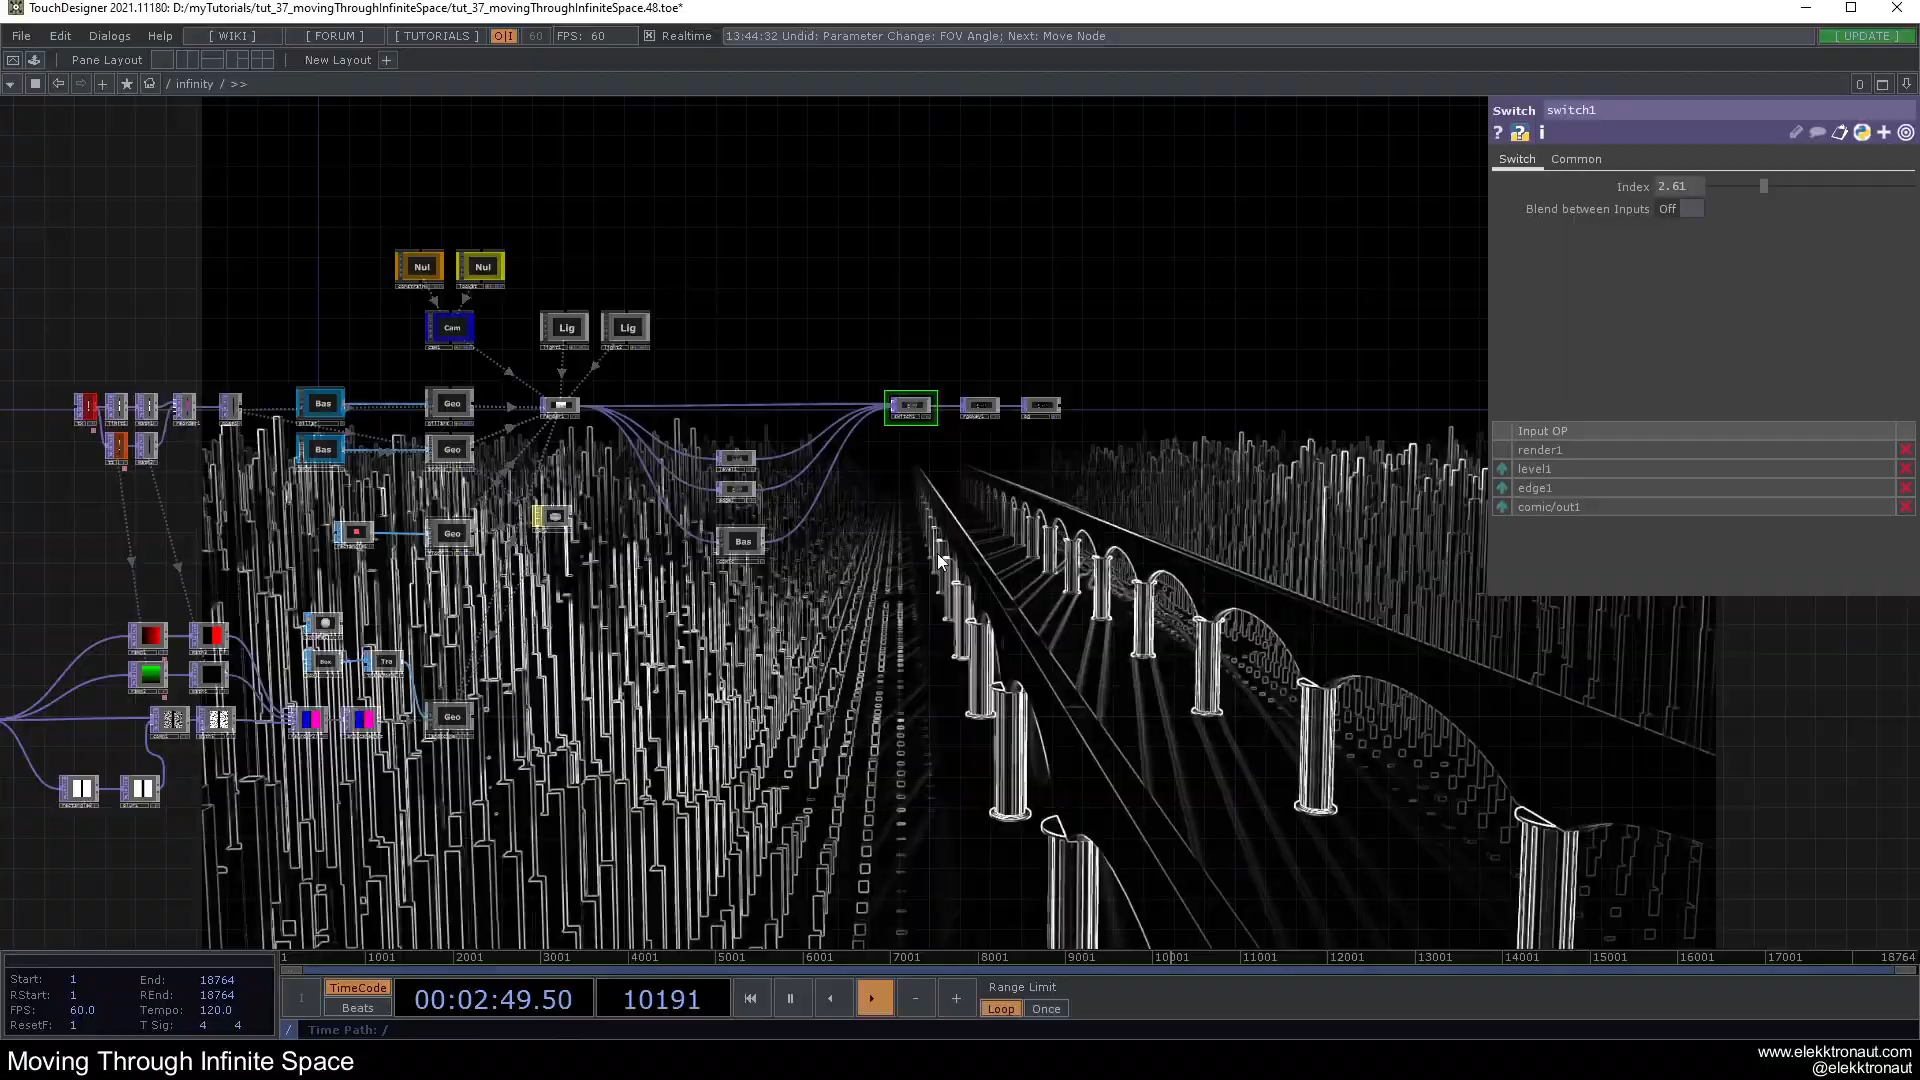 TouchDesigner 2021.11180: D:/myTutorials/tut_37_movingThroughInfiniteSpace/tut_37_movingThroughInfiniteSpace.48.toe*
File Edit Dialogs Help [ WIKI ] [ FORUM ] [ TUTORIALS ] O|I 60 FPS: 60 Realtime 13:44:32 Undid: Parameter Change: FOV Angle; Next: Move Node [ UPDATE ]
Pane Layout New Layout +
/ infinity / >> 0
Switch switch1
? ? i
Switch Common
Index 2.61
Blend between Inputs Off
Input OP
render1
level1
edge1
comic/out1
Nul Nul
Cam Lig Lig
Bas Geo
Bas Geo
Geo
Bas
Box Tra
Geo
1 1001 2001 3001 4001 5001 6001 7001 8001 9001 10001 11001 12001 13001 14001 15001 16001 17001 18764
Start: 1 End: 18764
RStart: 1 REnd: 18764
FPS: 60.0 Tempo: 120.0
ResetF: 1 T Sig: 4 4
TimeCode
Beats
00:02:49.50 10191
Range Limit
Loop Once
/ Time Path: /
Moving Through Infinite Space
www.elekktronaut.com
@elekktronaut